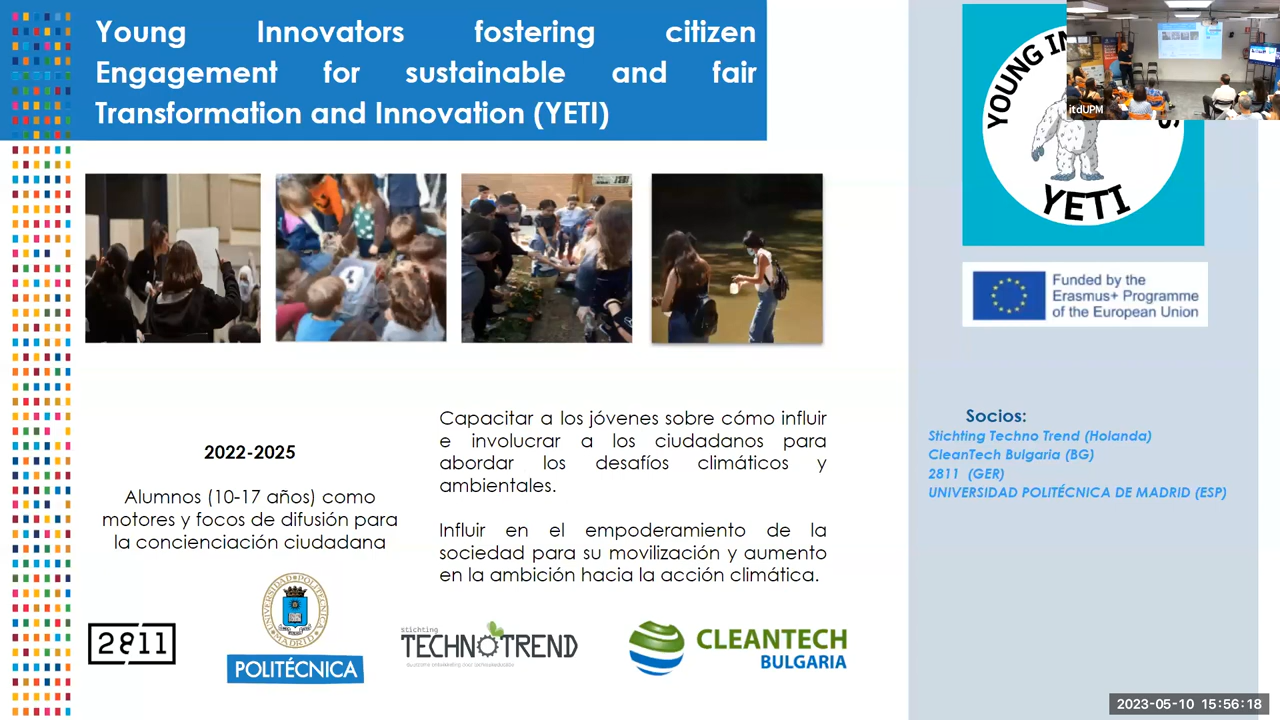 Young Innovators fostering citizen
Engagement for sustainable and fair
Transformation and Innovation (YETI)
YOUNG IN
S
YETI
itdUPM
Funded by the
Erasmus+ Programme
of the European Union
Socios:
Stichting Techno Trend (Holanda)
CleanTech Bulgaria (BG)
2811 (GER)
UNIVERSIDAD POLITÉCNICA DE MADRID (ESP)
2022-2025
Alumnos (10-17 años) como
motores y focos de difusión para
la concienciación ciudadana
Capacitar a los jóvenes sobre cómo influir
e involucrar a los ciudadanos para
abordar los desafíos climáticos y
ambientales.
Influir en el empoderamiento de la
sociedad para su movilización y aumento
en la ambición hacia la acción climática.
2811
UNIVERSIDAD POLITÉCNICA
MADRID
POLITÉCNICA
stichting
TECHNOTREND
CLEANTECH
BULGARIA
2023-05-10 15:56:18